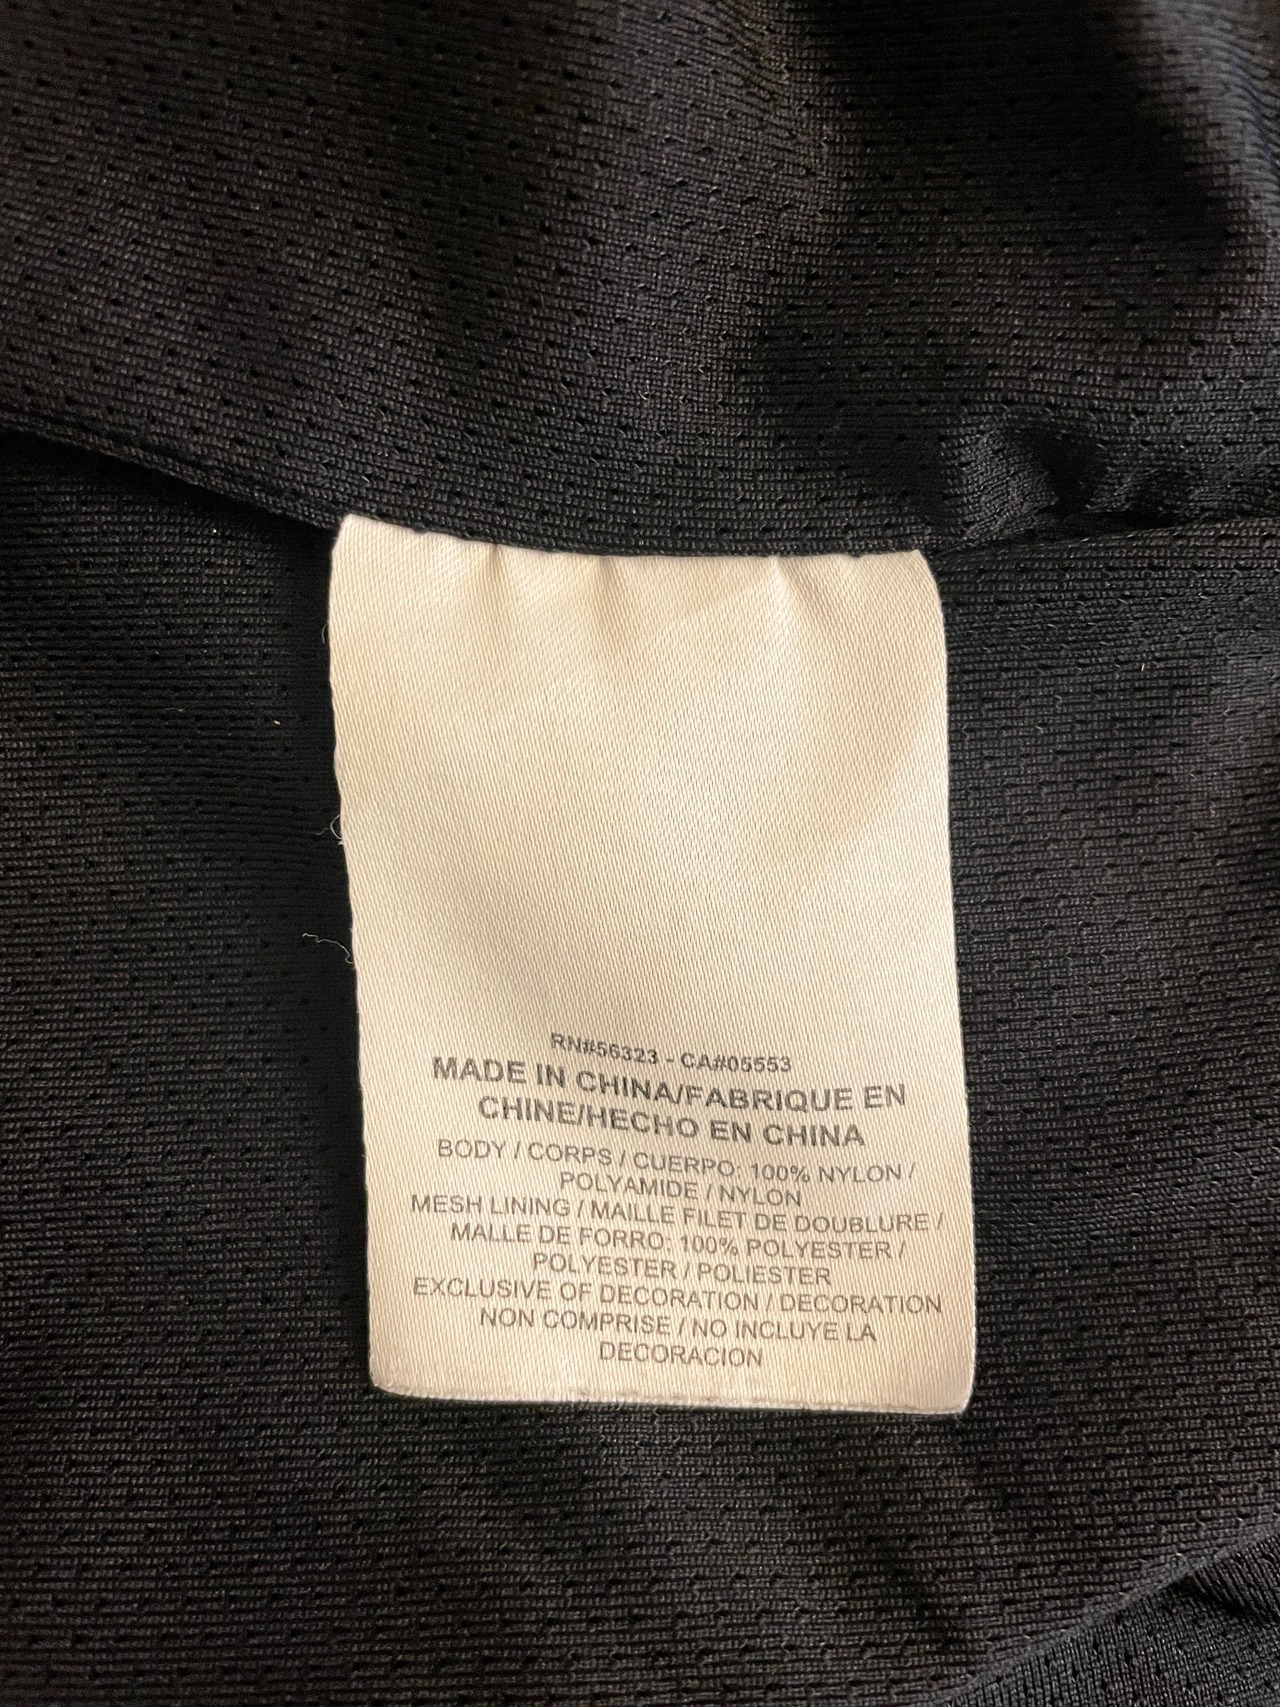 RN#56323 - CA#05553
MADE IN CHINA/FABRIQUE EN
CHINE/HECHO EN CHINA
BODY / CORPS / CUERPO: 100% NYLON /
POLYAMIDE / NYLON
MESH LINING / MAILLE FILET DE DOUBLURE /
MALLE DE FORRO: 100% POLYESTER /
POLYESTER / POLIESTER
EXCLUSIVE OF DECORATION / DECORATION
NON COMPRISE / NO INCLUYE LA
DECORACION